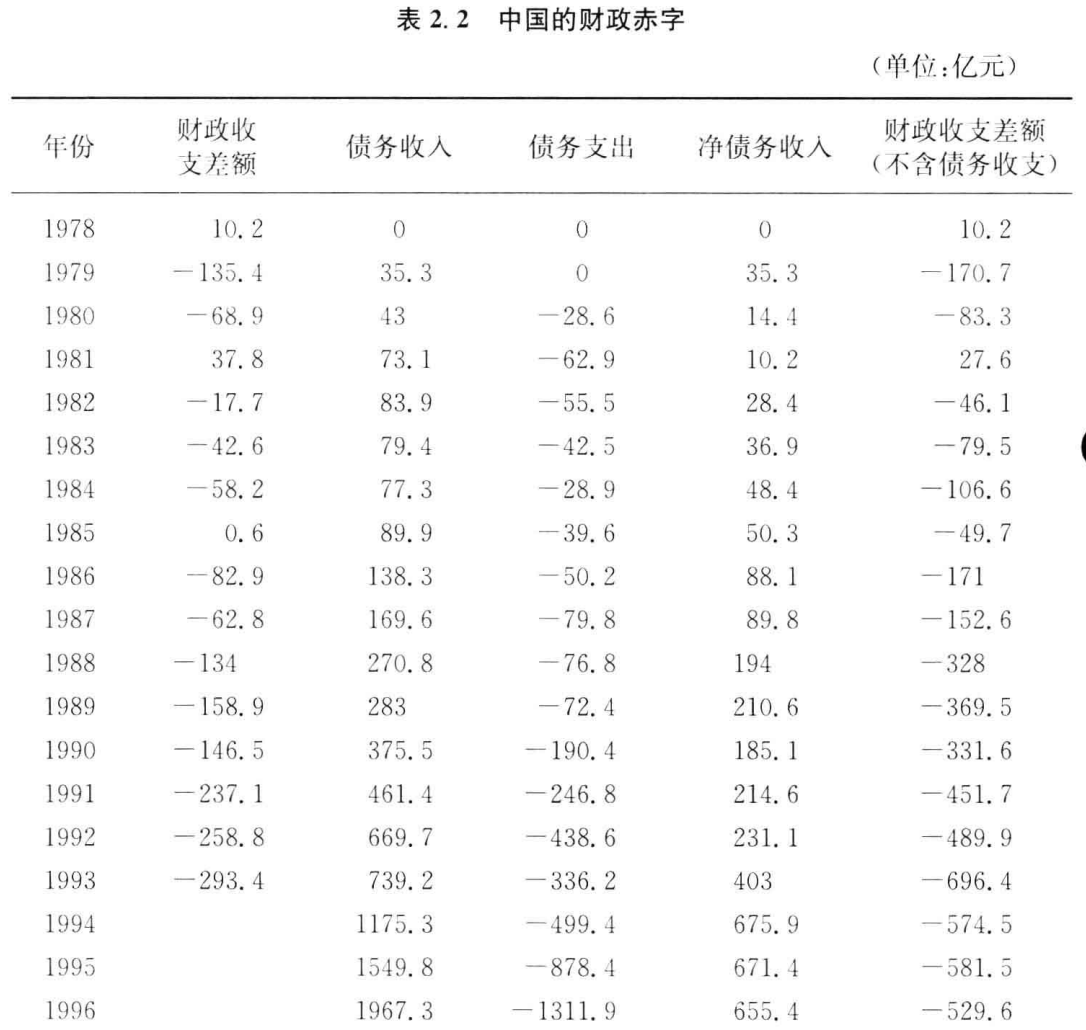 表 2.2 中国的财政赤字
(单位:亿元)
年份 财政收支差额 债务收入 债务支出 净债务收入 财政收支差额(不含债务收支)
1978 10.2 0 0 0 10.2
1979 -135.4 35.3 0 35.3 -170.7
1980 -68.9 43 -28.6 14.4 -83.3
1981 37.8 73.1 -62.9 10.2 27.6
1982 -17.7 83.9 -55.5 28.4 -46.1
1983 -42.6 79.4 -42.5 36.9 -79.5
1984 -58.2 77.3 -28.9 48.4 -106.6
1985 0.6 89.9 -39.6 50.3 -49.7
1986 -82.9 138.3 -50.2 88.1 -171
1987 -62.8 169.6 -79.8 89.8 -152.6
1988 -134 270.8 -76.8 194 -328
1989 -158.9 283 -72.4 210.6 -369.5
1990 -146.5 375.5 -190.4 185.1 -331.6
1991 -237.1 461.4 -246.8 214.6 -451.7
1992 -258.8 669.7 -438.6 231.1 -489.9
1993 -293.4 739.2 -336.2 403 -696.4
1994 1175.3 -499.4 675.9 -574.5
1995 1549.8 -878.4 671.4 -581.5
1996 1967.3 -1311.9 655.4 -529.6